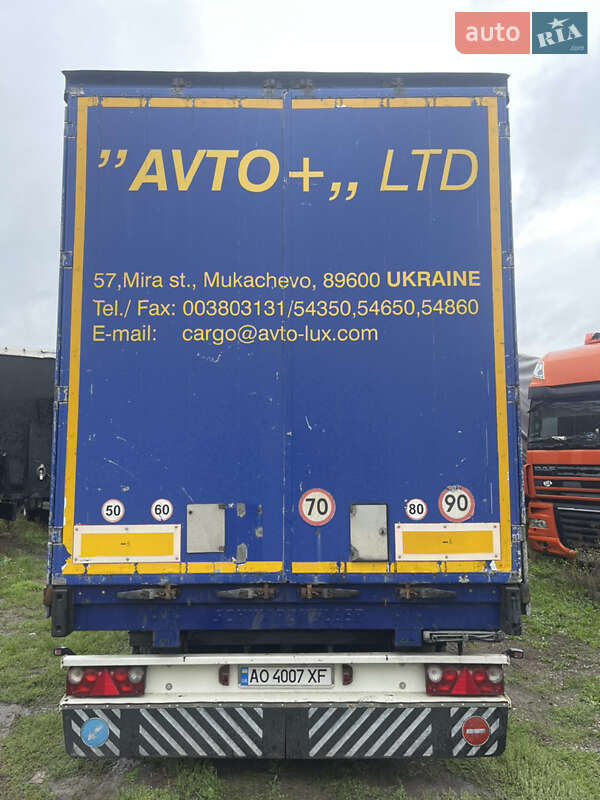 auto RIA .com
”AVTO+„ LTD
57,Mira st., Mukachevo, 89600 UKRAINE
Tel./ Fax: 003803131/54350,54650,54860
E-mail: cargo@avto-lux.com
50 60 70 80 90
AO 4007 XF